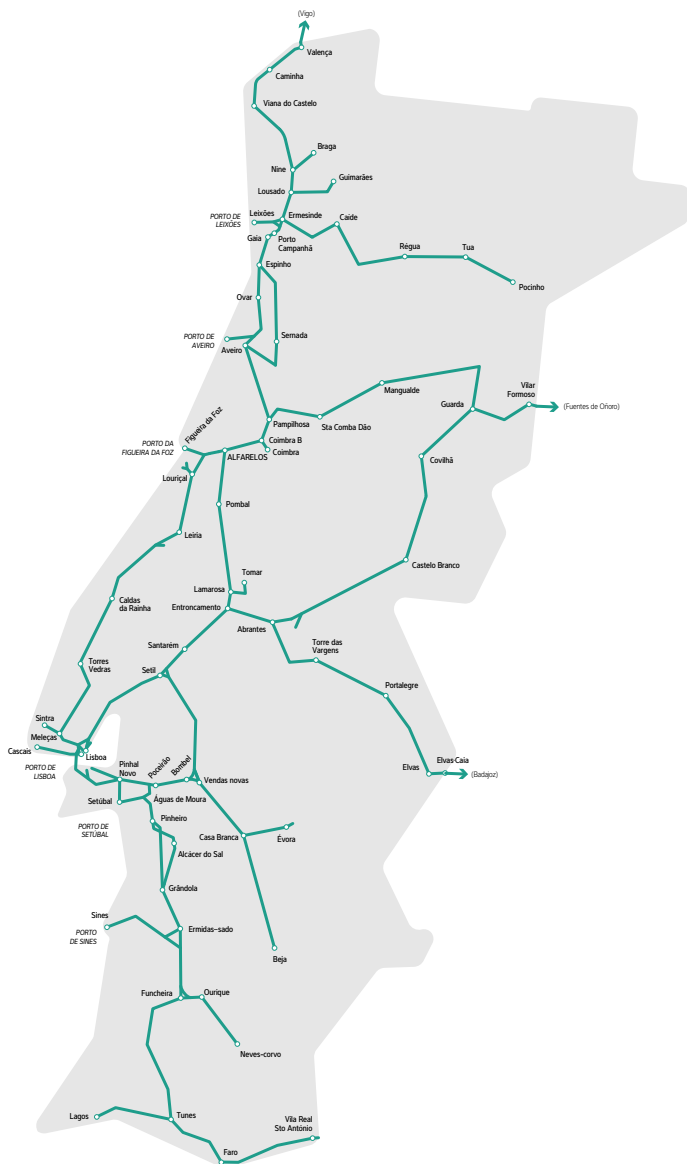 (Vigo)
Valença
Caminha
Viana do Castelo
Braga
Nine
Guimarães
Lousado
Leixões
PORTO DE
LEIXÕES
Ermesinde
Caíde
Gaia
Porto
Campanhã
Régua
Tua
Espinho
Pocinho
Ovar
PORTO DE
AVEIRO
Sernada
Aveiro
Mangualde
Vilar
Formoso
Guarda
(Fuentes de Oñoro)
Figueira da Foz
Pampilhosa
Sta Comba Dão
PORTO DA
FIGUEIRA DA FOZ
Coimbra B
Coimbra
ALFARELOS
Covilhã
Louriçal
Pombal
Leiria
Castelo Branco
Tomar
Lamarosa
Caldas
da Rainha
Entroncamento
Abrantes
Santarém
Torre das
Vargens
Torres
Vedras
Setil
Portalegre
Sintra
Meleças
Cascais
Lisboa
PORTO DE
LISBOA
Pinhal
Novo
Poceirão
Bombel
Vendas novas
Elvas
Elvas-Caia
(Badajoz)
Setúbal
Águas de Moura
PORTO DE
SETÚBAL
Pinheiro
Casa Branca
Évora
Alcácer do Sal
Grândola
Sines
PORTO
DE SINES
Ermidas-sado
Beja
Funcheira
Ourique
Neves-corvo
Lagos
Tunes
Vila Real
Sto António
Faro